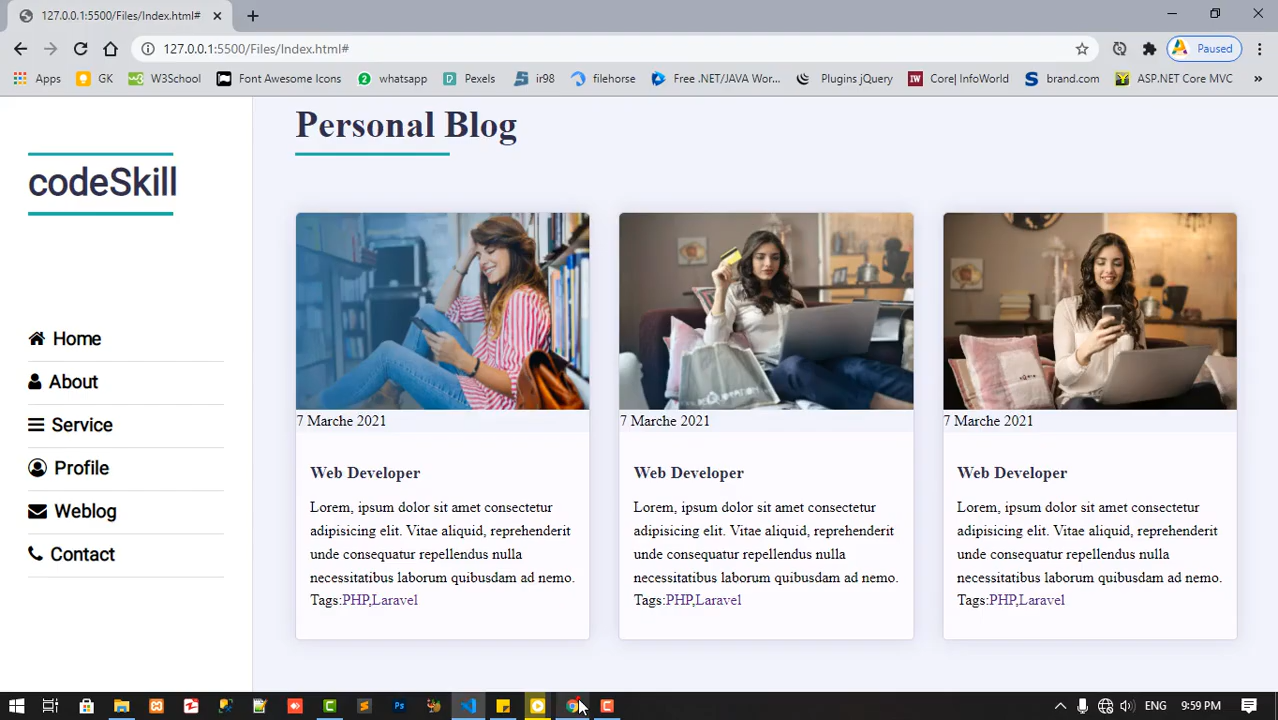 127.0.0.1:5500/Files/Index.html#
127.0.0.1:5500/Files/Index.html#
Paused
Apps GK W3School Font Awesome Icons whatsapp Pexels ir98 filehorse Free .NET/JAVA Wor... Plugins jQuery Core| InfoWorld brand.com ASP.NET Core MVC »
codeSkill
Home
About
Service
Profile
Weblog
Contact
Personal Blog
7 Marche 2021
Web Developer
Lorem, ipsum dolor sit amet consectetur
adipisicing elit. Vitae aliquid, reprehenderit
unde consequatur repellendus nulla
necessitatibus laborum quibusdam ad nemo.
Tags:PHP,Laravel
7 Marche 2021
Web Developer
Lorem, ipsum dolor sit amet consectetur
adipisicing elit. Vitae aliquid, reprehenderit
unde consequatur repellendus nulla
necessitatibus laborum quibusdam ad nemo.
Tags:PHP,Laravel
7 Marche 2021
Web Developer
Lorem, ipsum dolor sit amet consectetur
adipisicing elit. Vitae aliquid, reprehenderit
unde consequatur repellendus nulla
necessitatibus laborum quibusdam ad nemo.
Tags:PHP,Laravel
ENG 9:59 PM